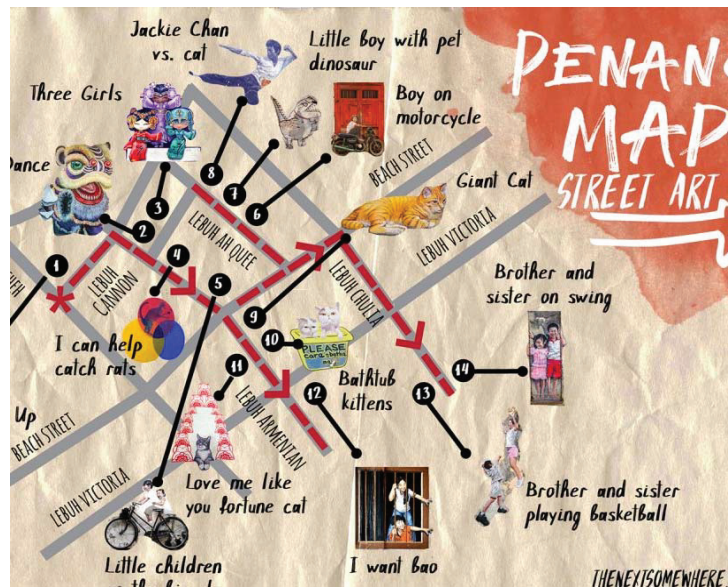 Jackie Chan
vs. cat
Little boy with pet
dinosaur
PENANG
MAP
STREET ART
Three Girls
Boy on
motorcycle
Dance
8
7
6
BEACH STREET
Giant Cat
3
2
LEBUH AH QUEE
LEBUH VICTORIA
1
4
5
LEBUH CANNON
LEBUH CHULIA
Brother and
sister on swing
9
I can help
catch rats
10
PLEASE
11
Bathtub
kittens
12
13
14
Up
BEACH STREET
LEBUH ARMENIAN
LEBUH VICTORIA
Love me like
you fortune cat
Brother and sister
playing basketball
Little children
I want bao
THENEXTSOMEWHERE